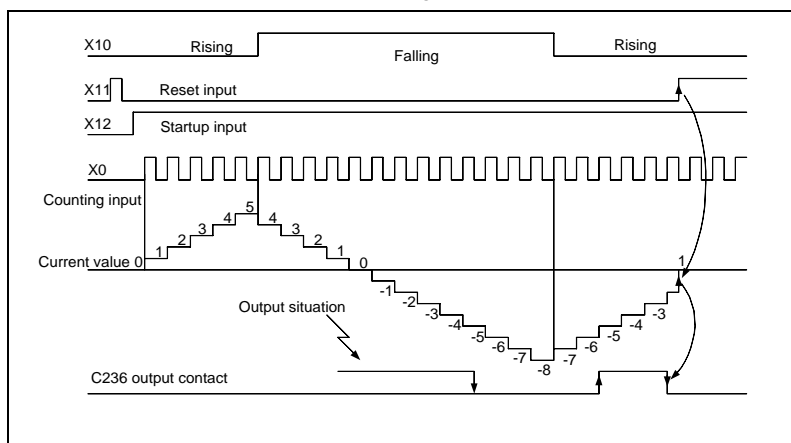 X10 Rising Falling Rising
X11 Reset input
X12 Startup input
X0
Counting input
5
4 4
3 3
2 2
1 1
Current value 0 0 1
-1
-2
-3 -3
-4 -4
-5 -5
-6 -6
-7 -7
-8
Output situation
C236 output contact